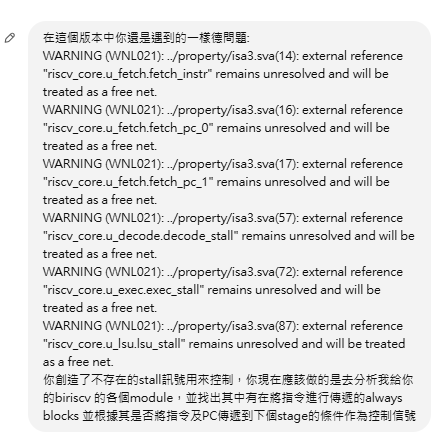 在這個版本中你還是遇到的一樣德問題:
WARNING (WNL021): ../property/isa3.sva(14): external reference
"riscv_core.u_fetch.fetch_instr" remains unresolved and will be
treated as a free net.
WARNING (WNL021): ../property/isa3.sva(16): external reference
"riscv_core.u_fetch.fetch_pc_0" remains unresolved and will be
treated as a free net.
WARNING (WNL021): ../property/isa3.sva(17): external reference
"riscv_core.u_fetch.fetch_pc_1" remains unresolved and will be
treated as a free net.
WARNING (WNL021): ../property/isa3.sva(57): external reference
"riscv_core.u_decode.decode_stall" remains unresolved and will be
treated as a free net.
WARNING (WNL021): ../property/isa3.sva(72): external reference
"riscv_core.u_exec.exec_stall" remains unresolved and will be
treated as a free net.
WARNING (WNL021): ../property/isa3.sva(87): external reference
"riscv_core.u_lsu.lsu_stall" remains unresolved and will be treated
as a free net.
你創造了不存在的stall訊號用來控制，你現在應該做的是去分析我給你
的biriscv 的各個module，並找出其中有在將指令進行傳遞的always
blocks 並根據其是否將指令及PC傳遞到下個stage的條件作為控制信號